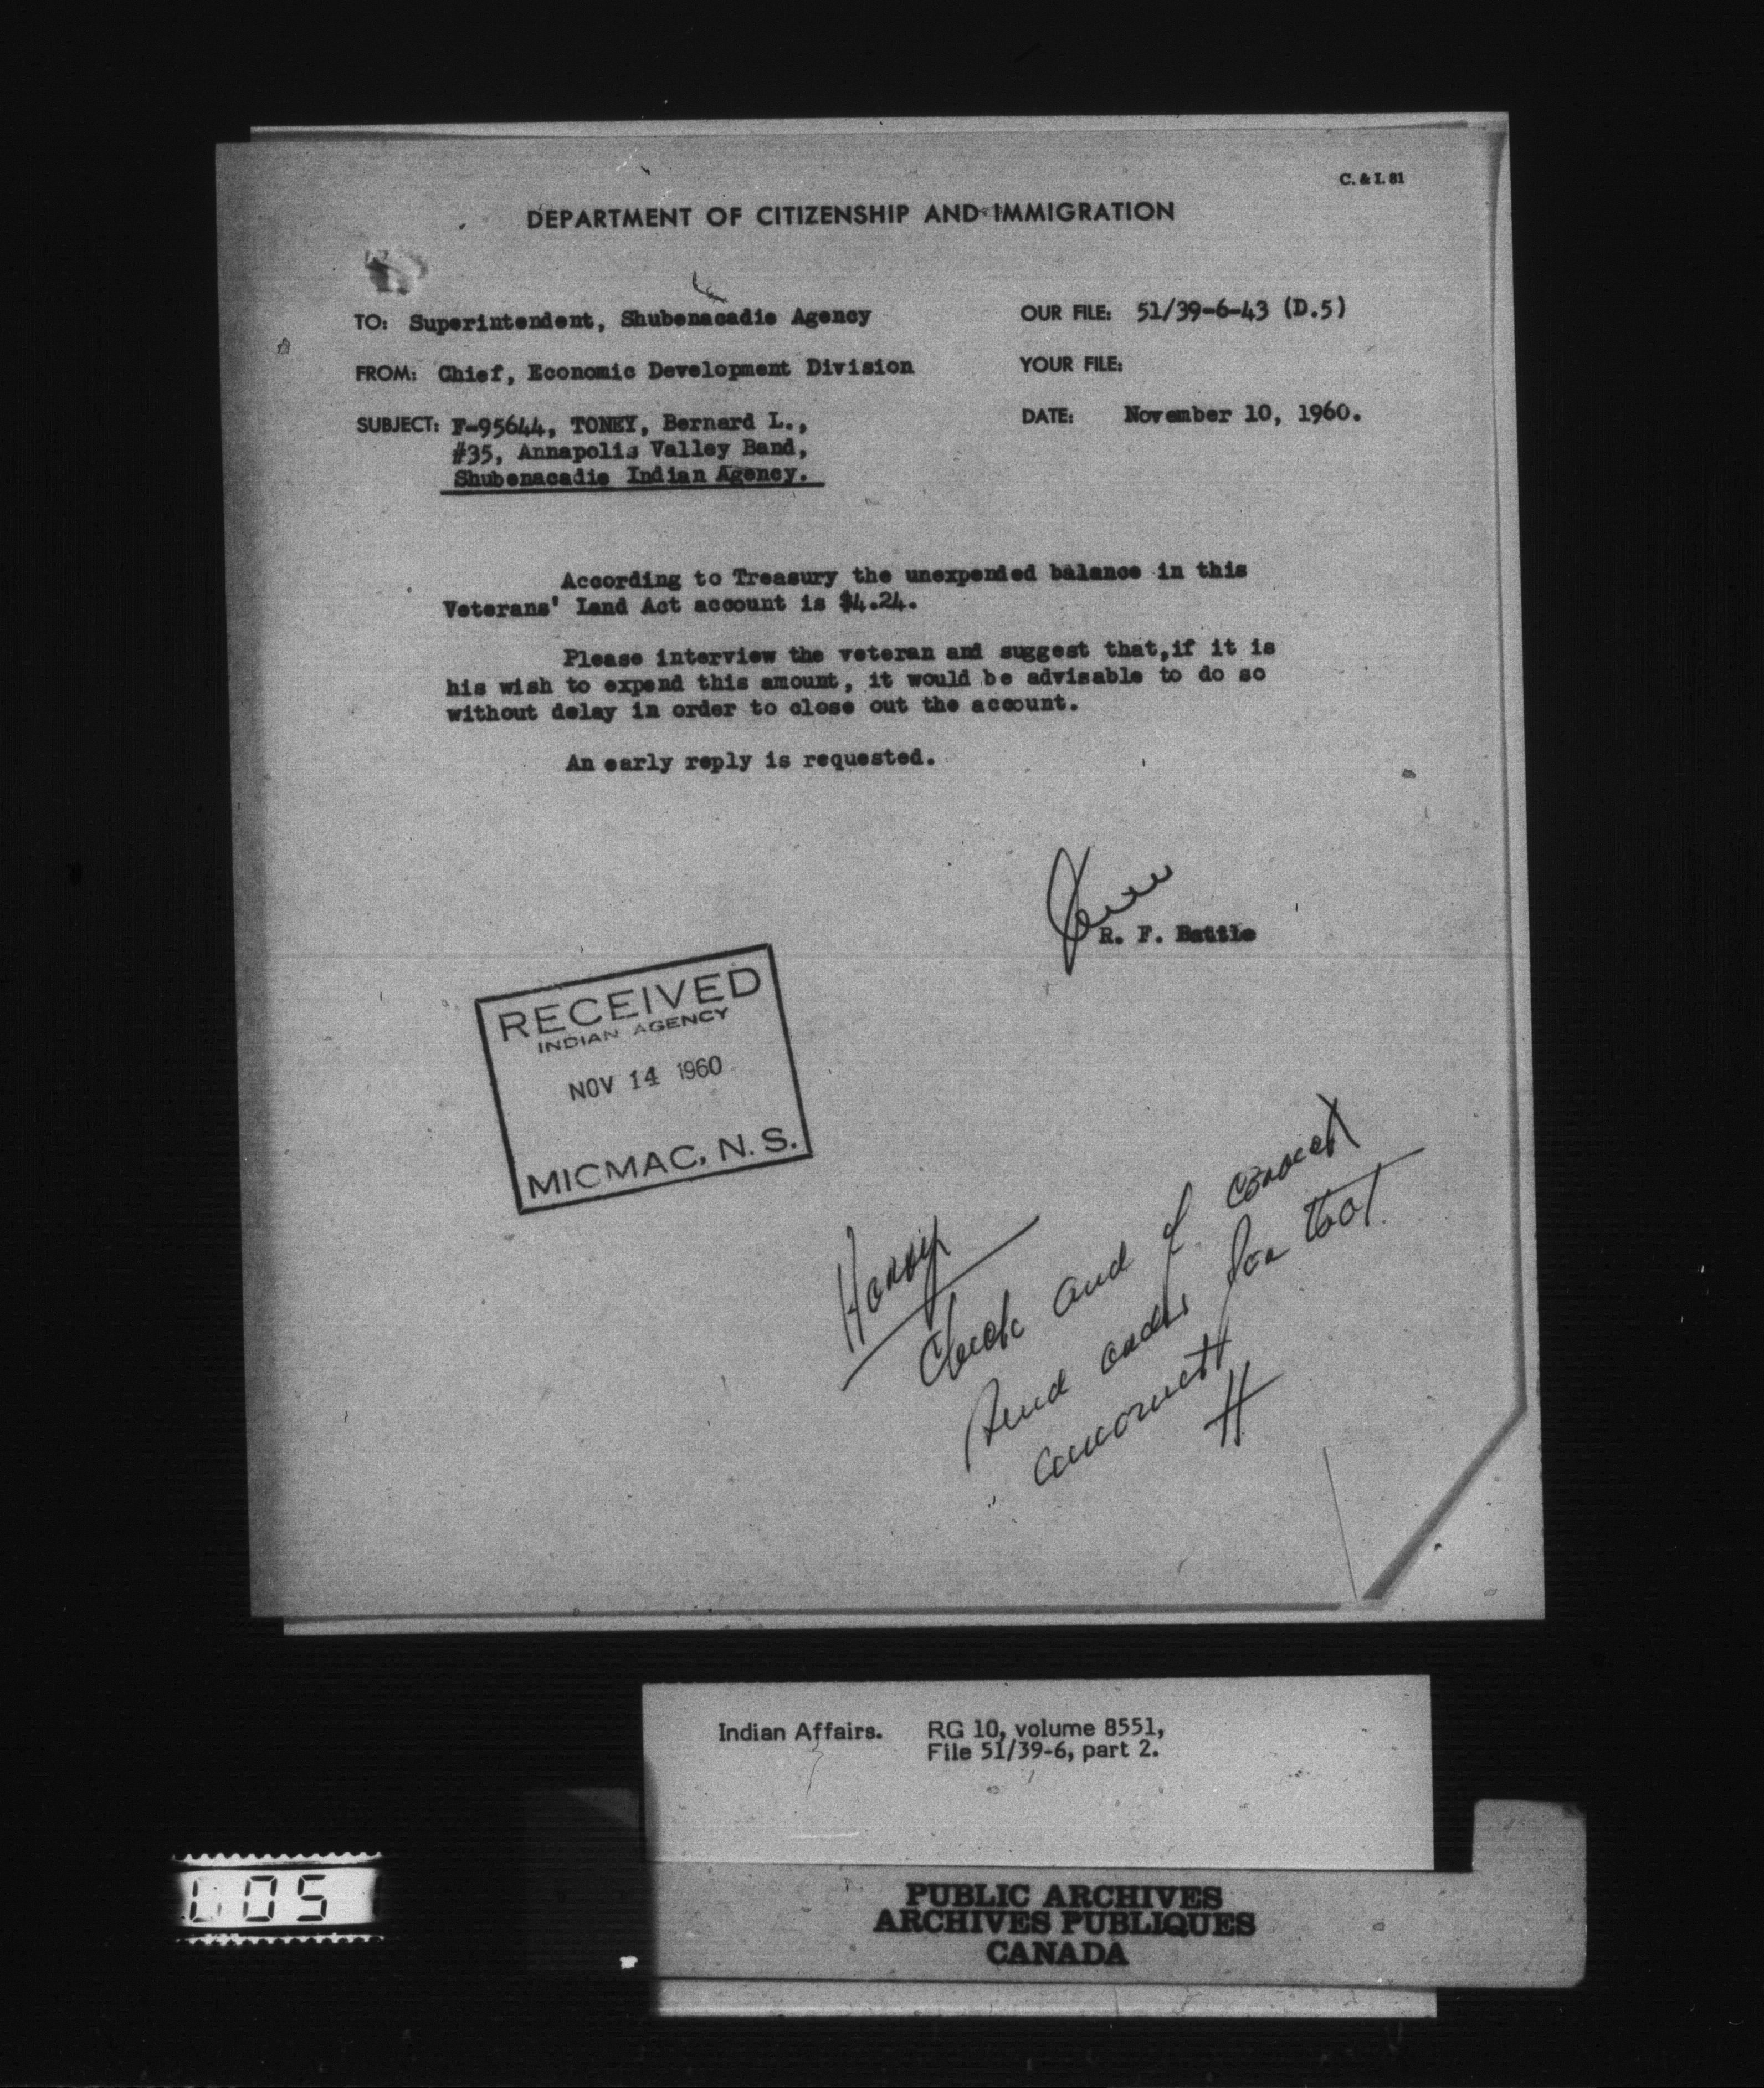 C. & I. 81
DEPARTMENT OF CITIZENSHIP AND IMMIGRATION
TO: Superintendent, Shubenacadie Agency
OUR FILE: 51/39-6-43 (D.5)
FROM: Chief, Economic Development Division
YOUR FILE:
SUBJECT: F-95644, TONEY, Bernard L.,
#35, Annapolis Valley Band,
Shubenacadie Indian Agency.
DATE: November 10, 1960.
According to Treasury the unexpended balance in this
Veterans' Land Act account is $4.24.
Please interview the veteran and suggest that,if it is
his wish to expend this amount, it would be advisable to do so
without delay in order to close out the account.
An early reply is requested.
R. F. Battle
RECEIVED
INDIAN AGENCY
NOV 14 1960
MICMAC, N. S.
Check and if correct
send order for that
amount
Indian Affairs. RG 10, volume 8551,
File 51/39-6, part 2.
PUBLIC ARCHIVES
ARCHIVES PUBLIQUES
CANADA